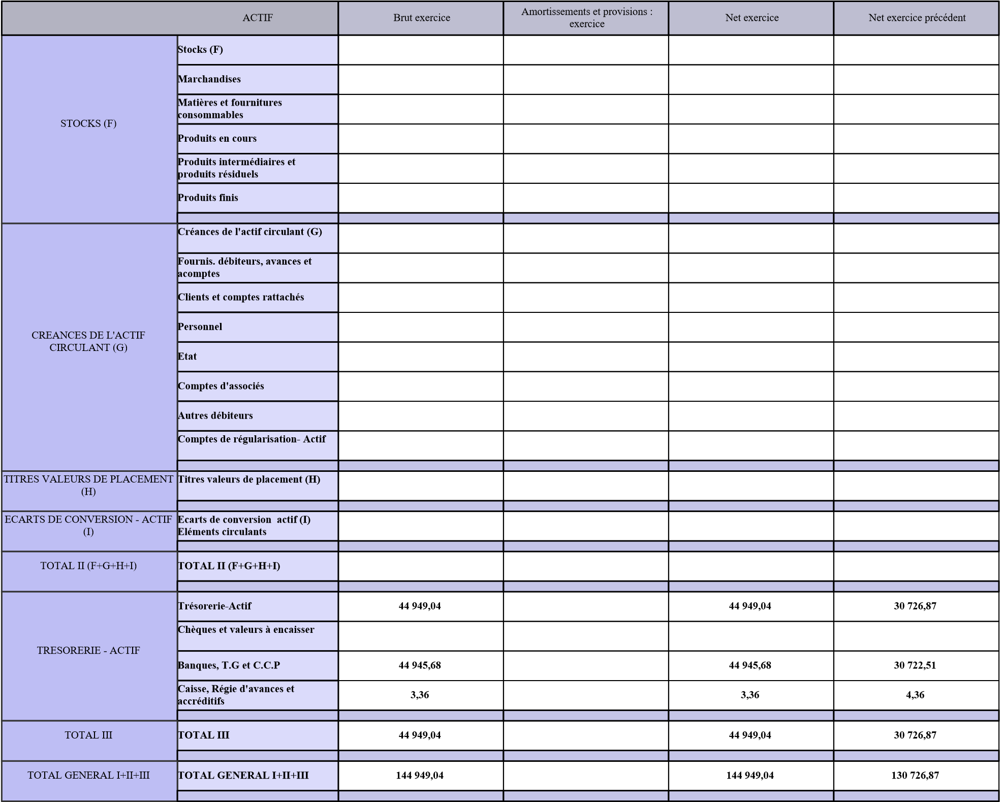 ACTIF
Brut exercice
Amortissements et provisions :
exercice
Net exercice
Net exercice précédent
STOCKS (F)
Stocks (F)
Marchandises
Matières et fournitures
consommables
Produits en cours
Produits intermédiaires et
produits résiduels
Produits finis
CREANCES DE L'ACTIF
CIRCULANT (G)
Créances de l'actif circulant (G)
Fournis. débiteurs, avances et
acomptes
Clients et comptes rattachés
Personnel
Etat
Comptes d'associés
Autres débiteurs
Comptes de régularisation- Actif
TITRES VALEURS DE PLACEMENT
(H)
Titres valeurs de placement (H)
ECARTS DE CONVERSION - ACTIF
(I)
Ecarts de conversion  actif (I)
Eléments circulants
TOTAL II (F+G+H+I)
TOTAL II (F+G+H+I)
TRESORERIE - ACTIF
Trésorerie-Actif 44 949,04 44 949,04 30 726,87
Chèques et valeurs à encaisser
Banques, T.G et C.C.P 44 945,68 44 945,68 30 722,51
Caisse, Régie d'avances et
accréditifs
3,36 3,36 4,36
TOTAL III
TOTAL III 44 949,04 44 949,04 30 726,87
TOTAL GENERAL I+II+III
TOTAL GENERAL I+II+III 144 949,04 144 949,04 130 726,87